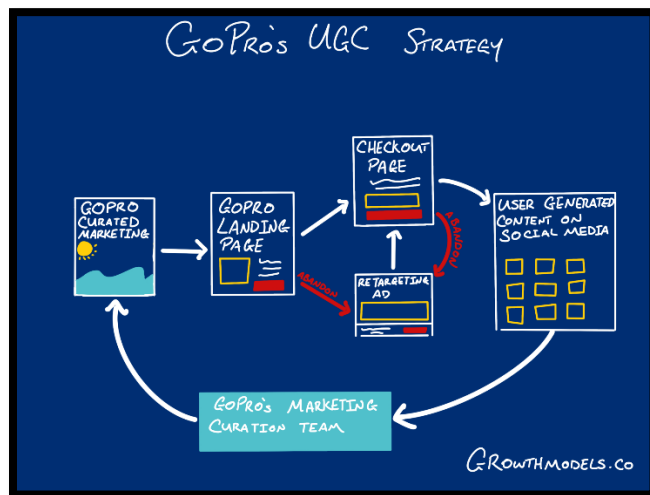 GoPro's UGC Strategy
GoPro
Curated
Marketing
GoPro
Landing
Page
Checkout
Page
User Generated
Content on
Social Media
Abandon
Abandon
Retargeting
Ad
GoPro's Marketing
Curation Team
Growthmodels.co